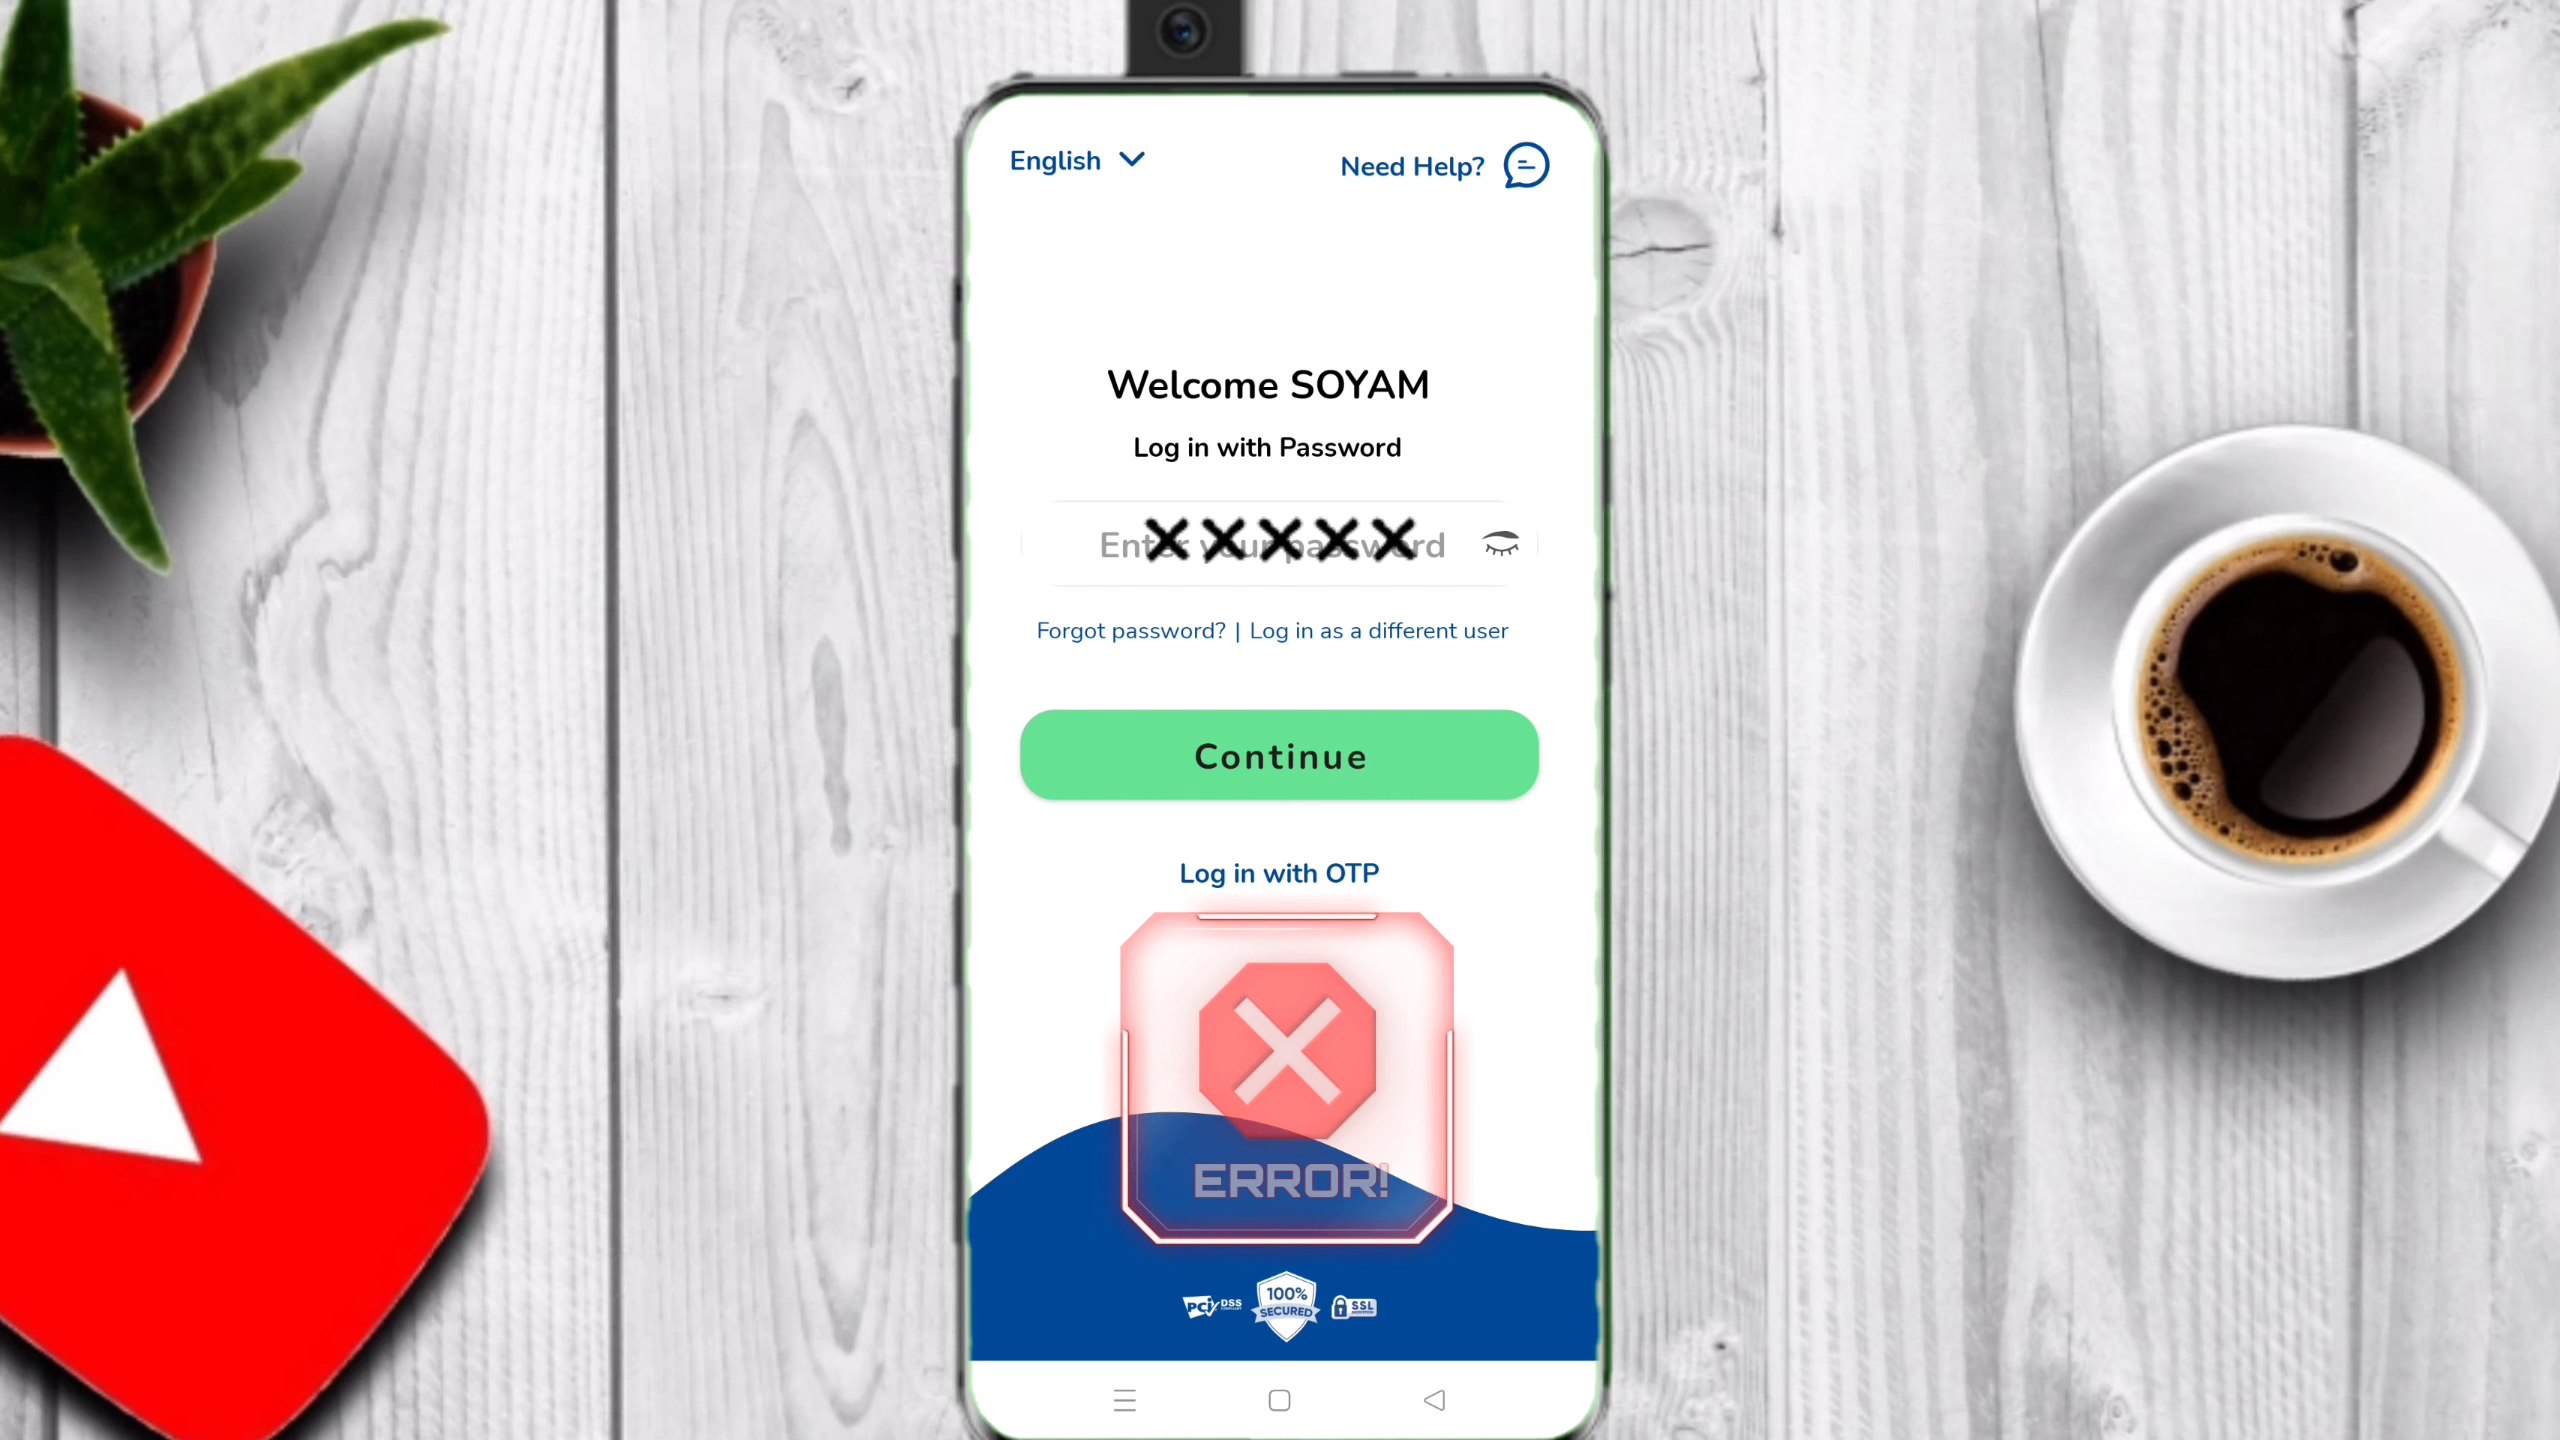 English
Need Help?
Welcome SOYAM
Log in with Password
Enter your password
Forgot password? | Log in as a different user
Continue
Log in with OTP
ERROR!
PCI DSS
100%
SECURED
SSL